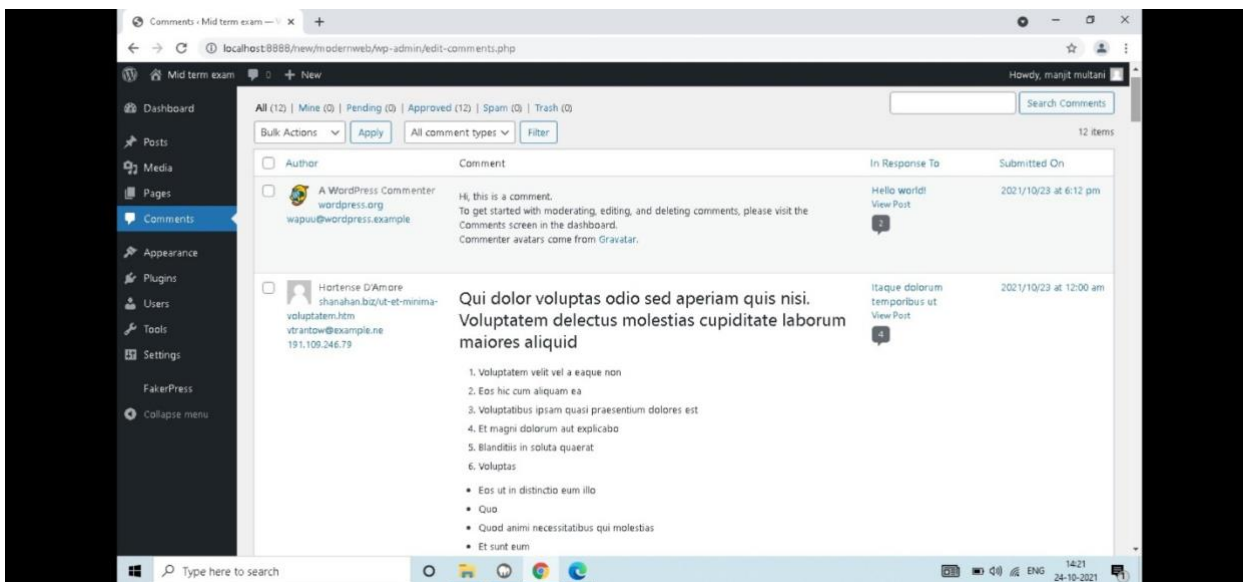 Comments ‹ Mid term exam —
localhost:8888/new/modernweb/wp-admin/edit-comments.php
Mid term exam 0 + New Howdy, manjit multani
Dashboard
Posts
Media
Pages
Comments
Appearance
Plugins
Users
Tools
Settings
FakerPress
Collapse menu
All (12) | Mine (0) | Pending (0) | Approved (12) | Spam (0) | Trash (0)
Search Comments
Bulk Actions Apply All comment types Filter 12 items
Author Comment In Response To Submitted On
A WordPress Commenter
wordpress.org
wapuu@wordpress.example
Hi, this is a comment.
To get started with moderating, editing, and deleting comments, please visit the
Comments screen in the dashboard.
Commenter avatars come from Gravatar.
Hello world!
View Post
2
2021/10/23 at 6:12 pm
Hortense D'Amore
shanahan.biz/ut-et-minima-
voluptatem.htm
vtrantow@example.ne
191.109.246.79
Qui dolor voluptas odio sed aperiam quis nisi.
Voluptatem delectus molestias cupiditate laborum
maiores aliquid
1. Voluptatem velit vel a eaque non
2. Eos hic cum aliquam ea
3. Voluptatibus ipsam quasi praesentium dolores est
4. Et magni dolorum aut explicabo
5. Blanditiis in soluta quaerat
6. Voluptas
• Eos ut in distinctio eum illo
• Quo
• Quod animi necessitatibus qui molestias
• Et sunt eum
Itaque dolorum
temporibus ut
View Post
4
2021/10/23 at 12:00 am
Type here to search
ENG
14:21
24-10-2021